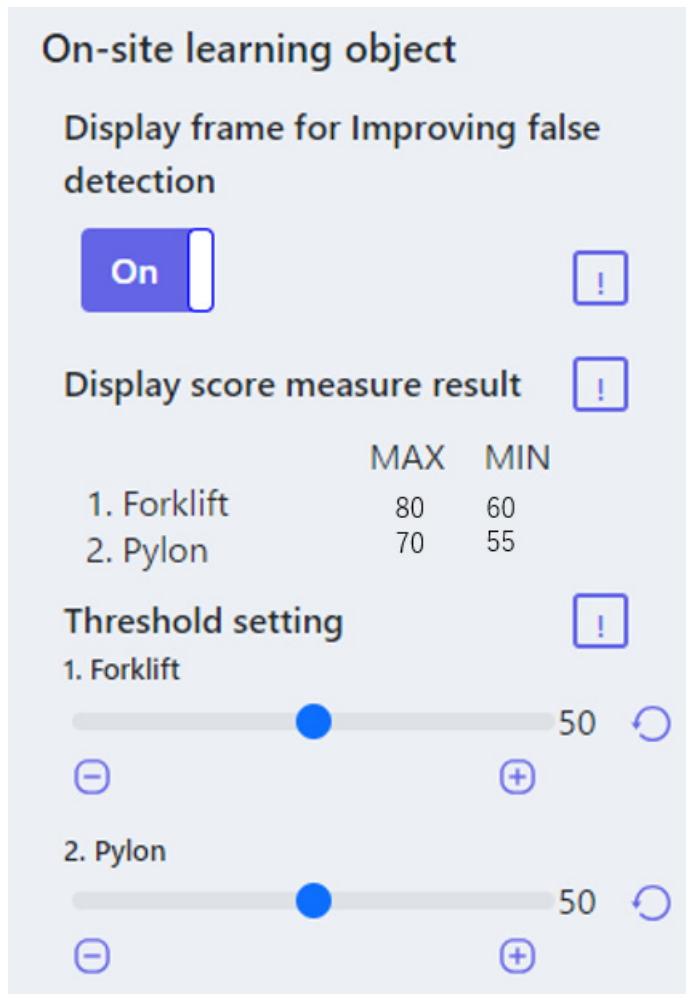 On-site learning object
Display frame for Improving false
detection
On
!
Display score measure result
!
MAX MIN
1. Forklift 80 60
2. Pylon 70 55
Threshold setting
!
1. Forklift
50
2. Pylon
50